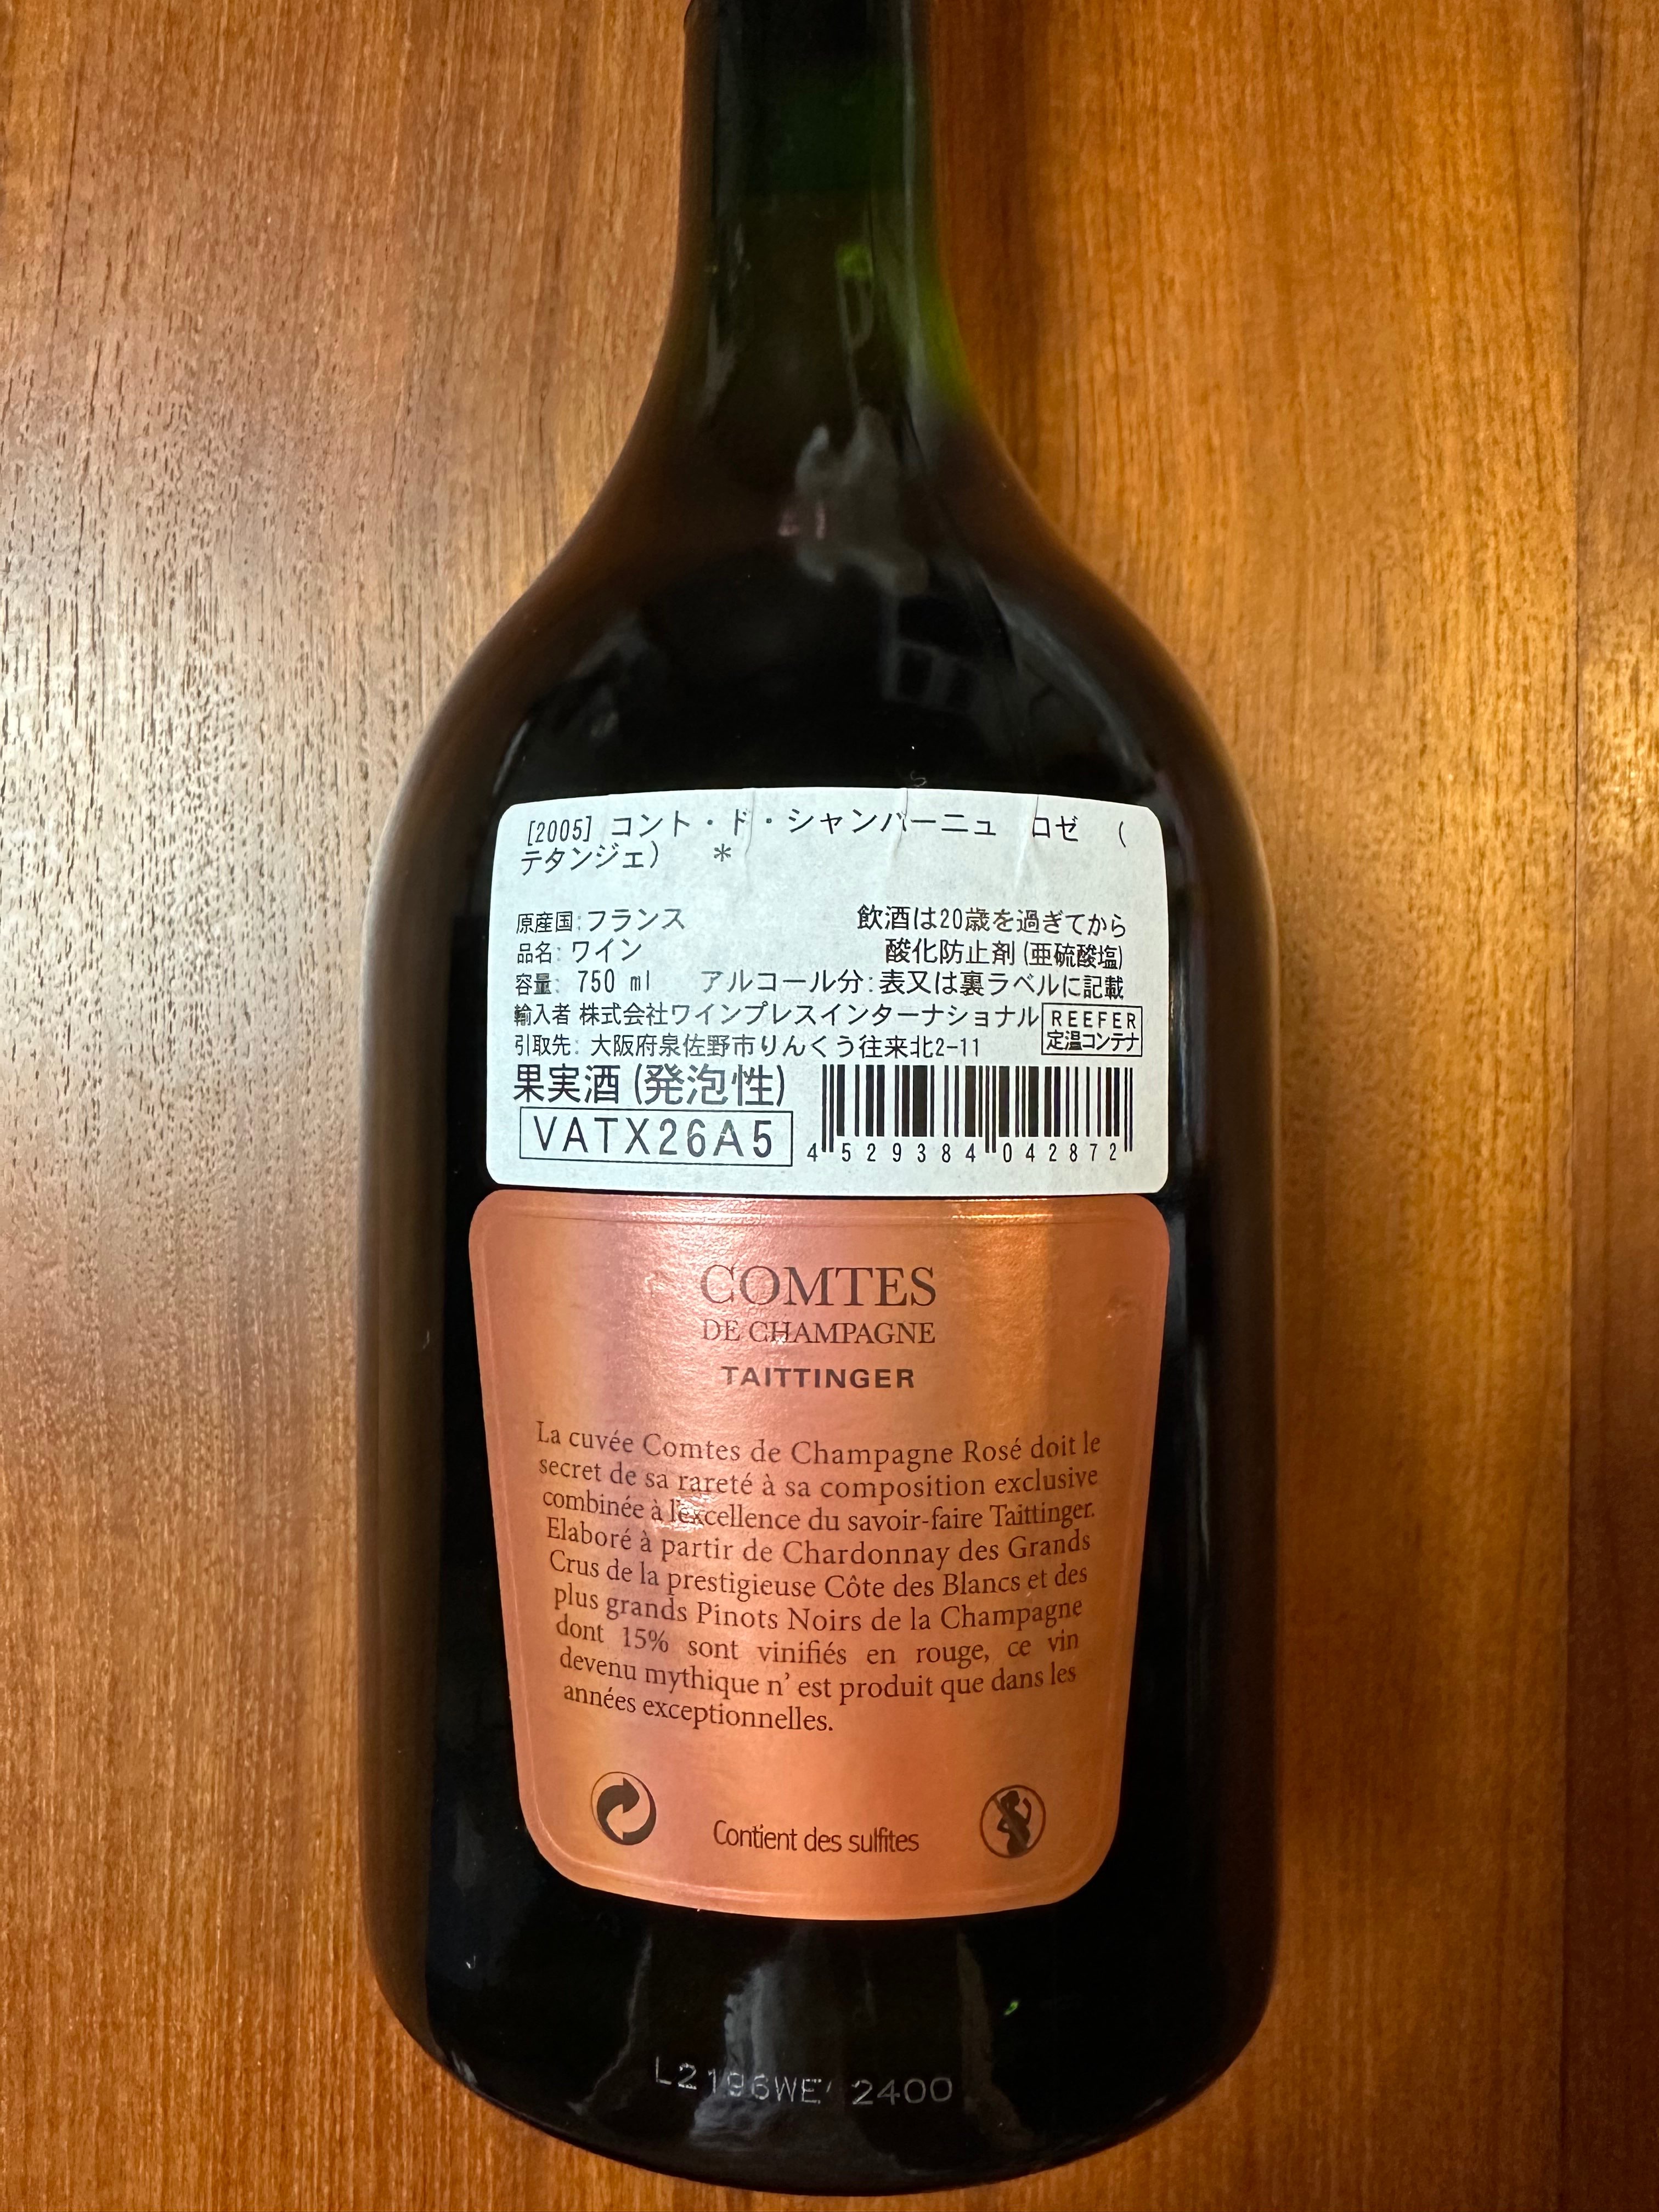 [2005] コント・ド・シャンパーニュ ロゼ (
テタンジェ) *
原産国:フランス 飲酒は20歳を過ぎてから
品名: ワイン 酸化防止剤(亜硫酸塩)
容量: 750 ml アルコール分:表又は裏ラベルに記載
輸入者 株式会社ワインプレスインターナショナル REEFER
引取先: 大阪府泉佐野市りんくう往来北2-11 定温コンテナ
果実酒(発泡性)
VATX26A5 4 529384 042872
COMTES
DE CHAMPAGNE
TAITTINGER
La cuvée Comtes de Champagne Rosé doit le
secret de sa rareté à sa composition exclusive
combinée à l'excellence du savoir-faire Taittinger.
Elaboré à partir de Chardonnay des Grands
Crus de la prestigieuse Côte des Blancs et des
plus grands Pinots Noirs de la Champagne
dont 15% sont vinifiés en rouge, ce vin
devenu mythique n' est produit que dans les
années exceptionnelles.
Contient des sulfites
L2196WE' 2400